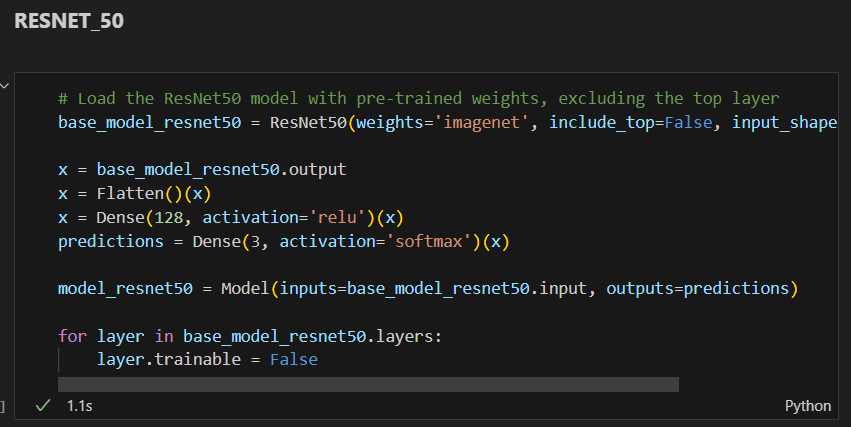 RESNET_50
# Load the ResNet50 model with pre-trained weights, excluding the top layer
base_model_resnet50 = ResNet50(weights='imagenet', include_top=False, input_shape
x = base_model_resnet50.output
x = Flatten()(x)
x = Dense(128, activation='relu')(x)
predictions = Dense(3, activation='softmax')(x)
model_resnet50 = Model(inputs=base_model_resnet50.input, outputs=predictions)
for layer in base_model_resnet50.layers:
    layer.trainable = False
] ✓ 1.1s Python